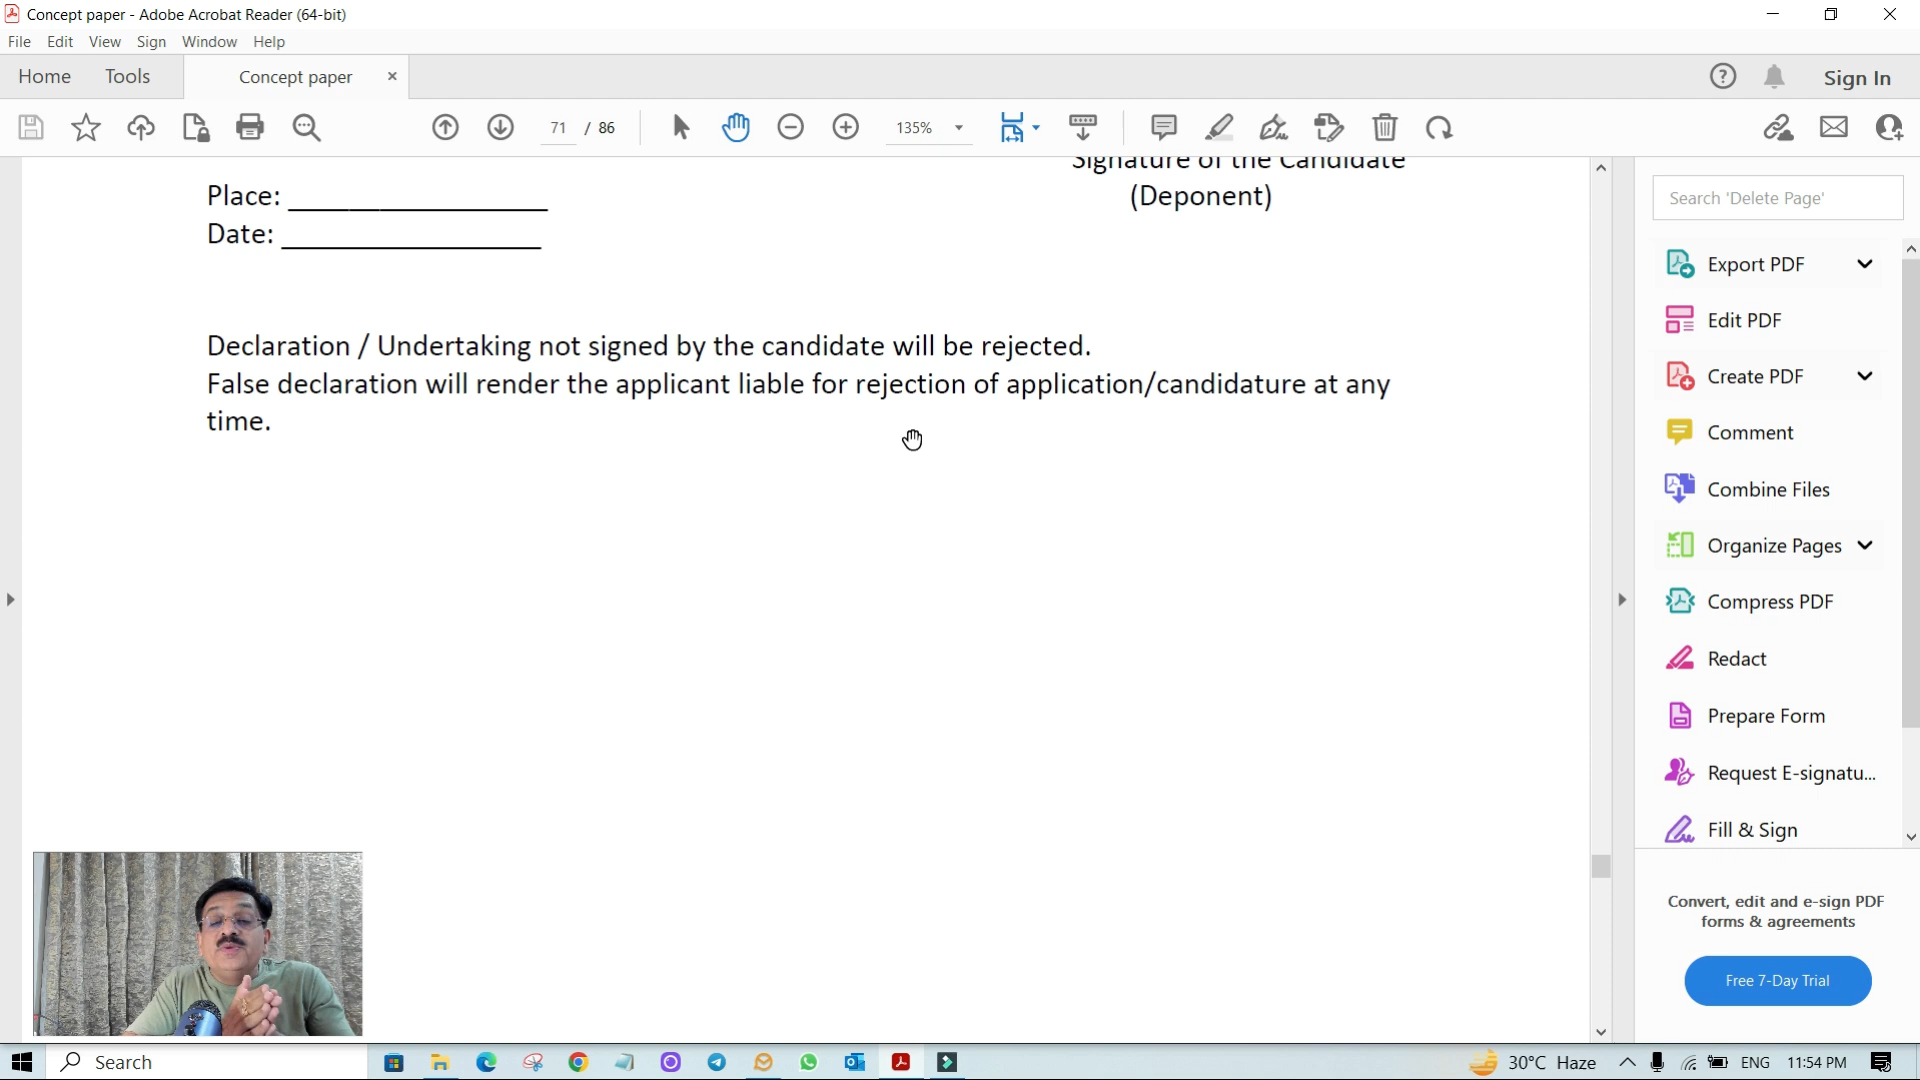 Concept paper - Adobe Acrobat Reader (64-bit)
File Edit View Sign Window Help
Home Tools Concept paper Sign In
71 / 86 135%
Signature of the Candidate
Place: (Deponent)
Date:
Declaration / Undertaking not signed by the candidate will be rejected.
False declaration will render the applicant liable for rejection of application/candidature at any
time.
Search 'Delete Page'
Export PDF
Edit PDF
Create PDF
Comment
Combine Files
Organize Pages
Compress PDF
Redact
Prepare Form
Request E-signatu...
Fill & Sign
Convert, edit and e-sign PDF
forms & agreements
Free 7-Day Trial
Search 30°C Haze ENG 11:54 PM